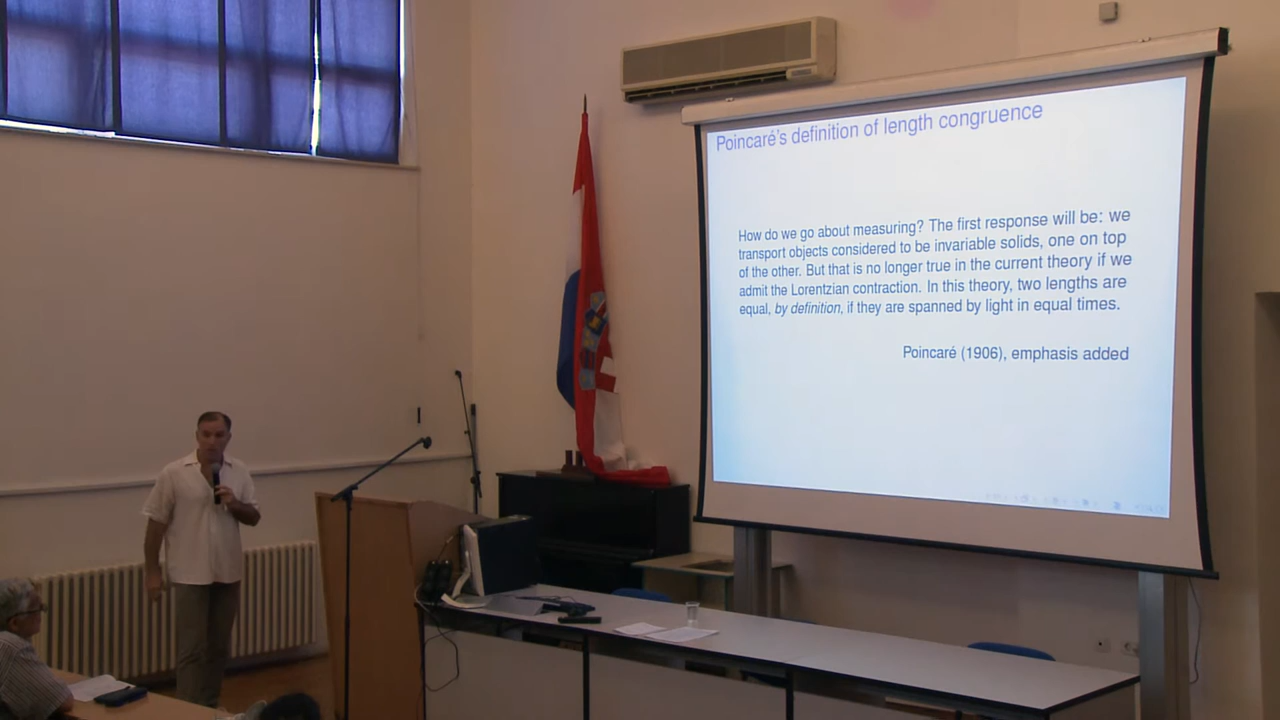 Poincaré's definition of length congruence
How do we go about measuring? The first response will be: we
transport objects considered to be invariable solids, one on top
of the other. But that is no longer true in the current theory if we
admit the Lorentzian contraction. In this theory, two lengths are
equal, by definition, if they are spanned by light in equal times.
Poincaré (1906), emphasis added